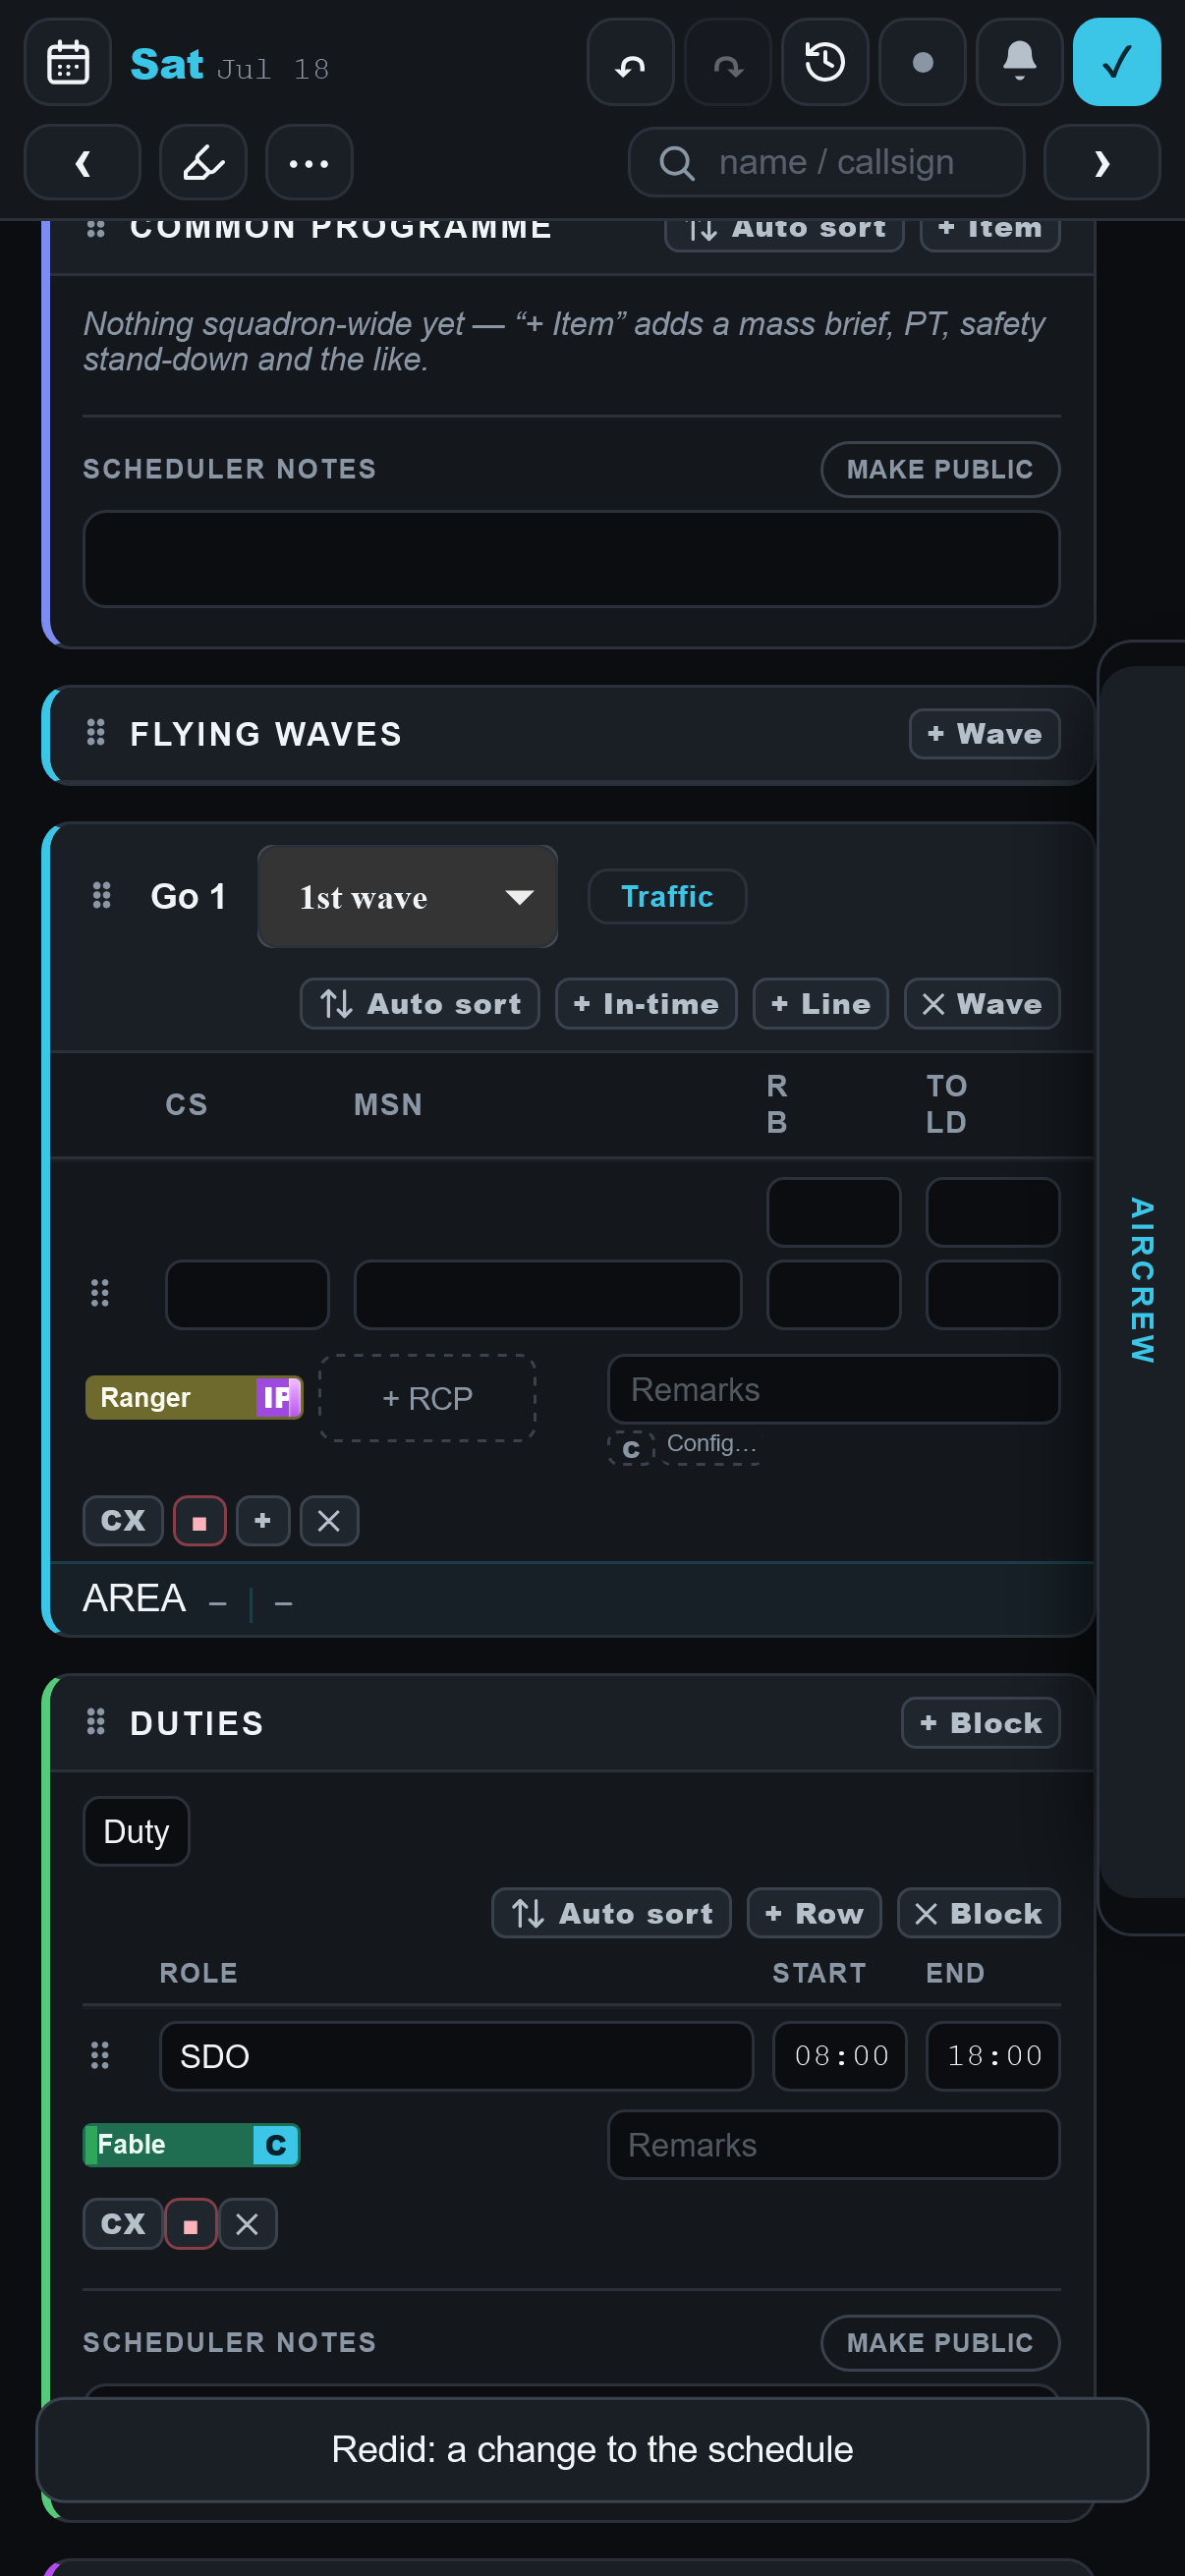 Sat Jul 18
name / callsign
COMMON PROGRAMME
Auto sort
+ Item
Nothing squadron-wide yet — “+ Item” adds a mass brief, PT, safety
stand-down and the like.
SCHEDULER NOTES
MAKE PUBLIC
FLYING WAVES
+ Wave
Go 1
1st wave
Traffic
Auto sort
+ In-time
+ Line
× Wave
CS
MSN
R
B
TO
LD
Ranger
IP
+ RCP
Remarks
C
Config…
CX
+
×
AREA – | –
AIRCREW
DUTIES
+ Block
Duty
Auto sort
+ Row
× Block
ROLE
START
END
SDO
08:00
18:00
Fable
C
Remarks
CX
×
SCHEDULER NOTES
MAKE PUBLIC
Redid: a change to the schedule